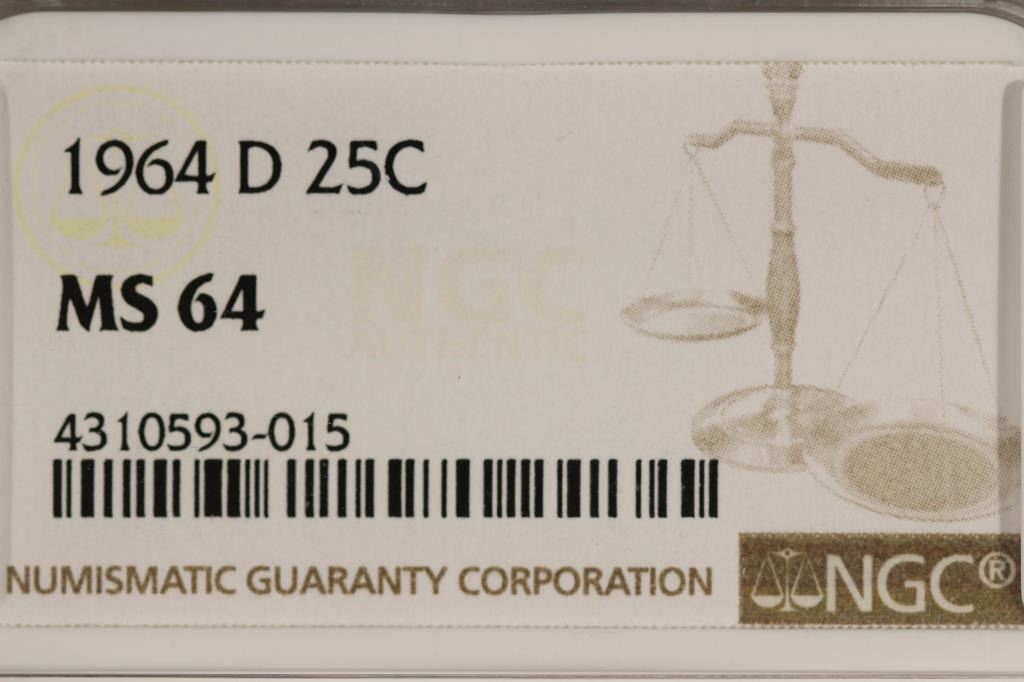 1964 D 25C
MS 64
NGC
AUTHENTIC
4310593-015
NUMISMATIC GUARANTY CORPORATION
NGC®